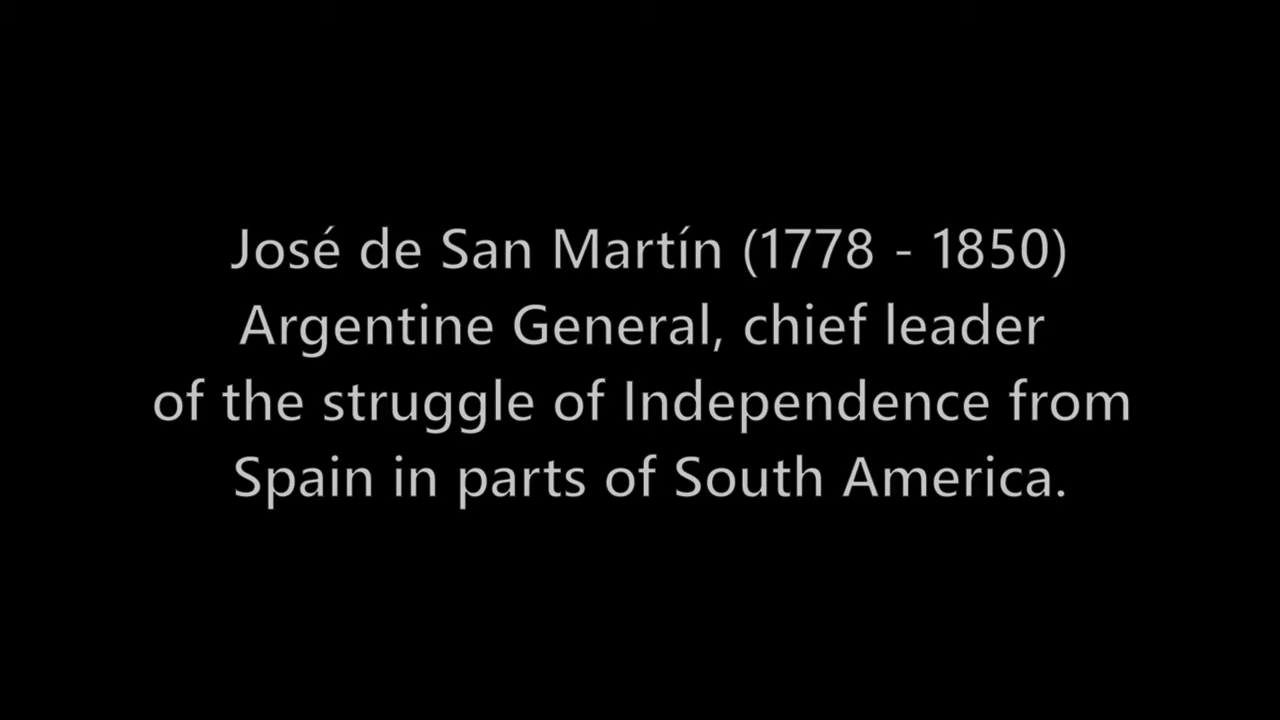 José de San Martín (1778 - 1850)
Argentine General, chief leader
of the struggle of Independence from
Spain in parts of South America.